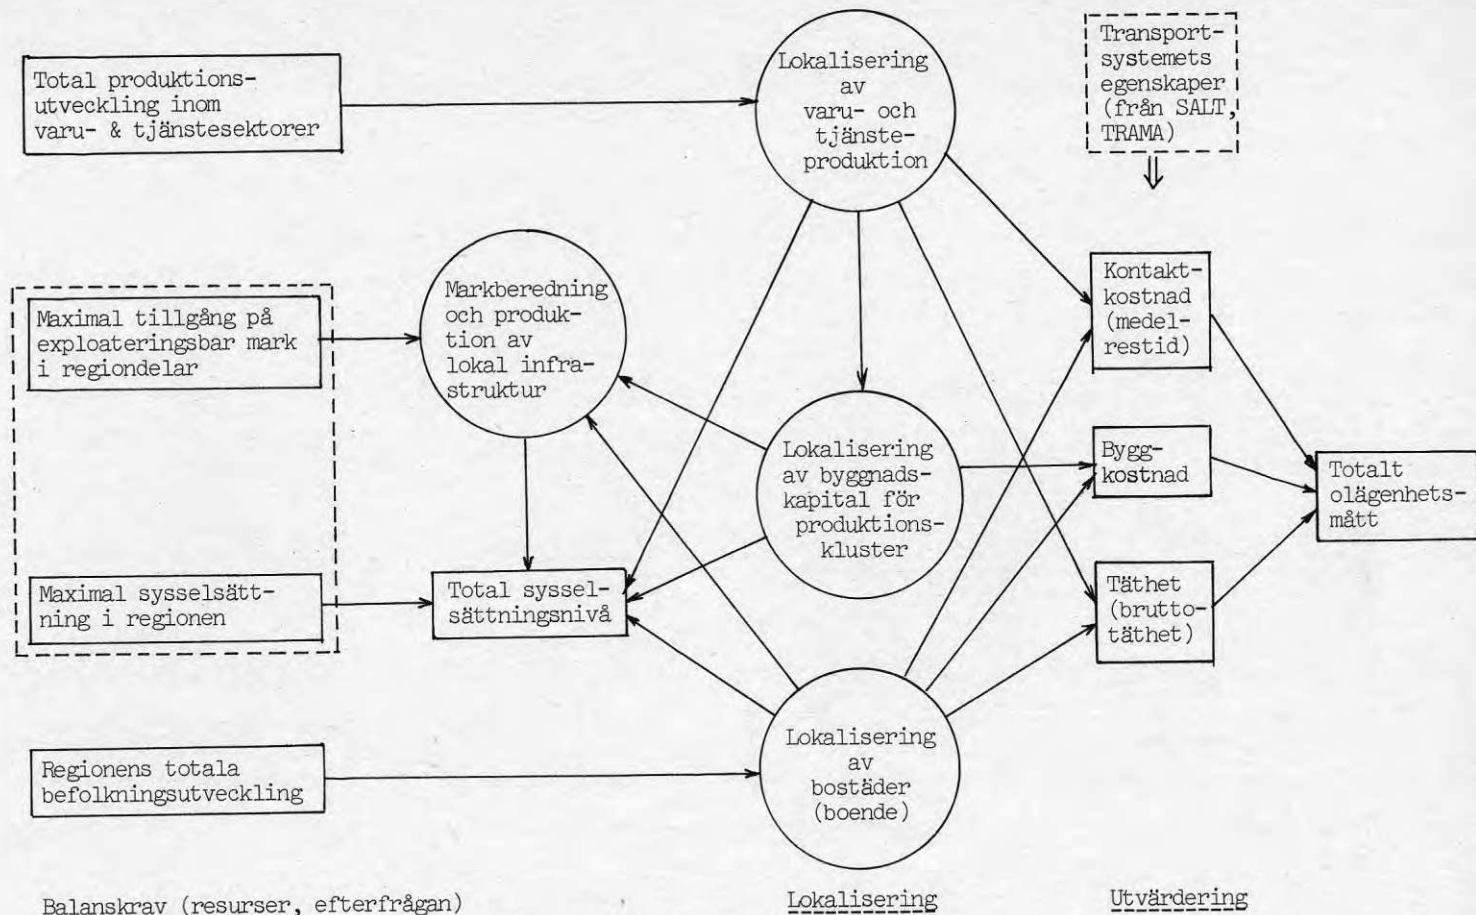 Total produktions-
utveckling inom
varu- & tjänstesektorer
Lokalisering
av
varu- och
tjänste-
produktion
Transport-
systemets
egenskaper
(från SALT,
TRAMA)
Maximal tillgång på
exploateringsbar mark
i regiondelar
Markberedning
och produk-
tion av
lokal infra-
struktur
Kontakt-
kostnad
(medel-
restid)
Lokalisering
av byggnads-
kapital för
produktions-
kluster
Bygg-
kostnad
Totalt
olägenhets-
mått
Maximal sysselsätt-
ning i regionen
Total syssel-
sättningsnivå
Täthet
(brutto-
täthet)
Regionens totala
befolkningsutveckling
Lokalisering
av
bostäder
(boende)
Balanskrav (resurser, efterfrågan)
Lokalisering
Utvärdering